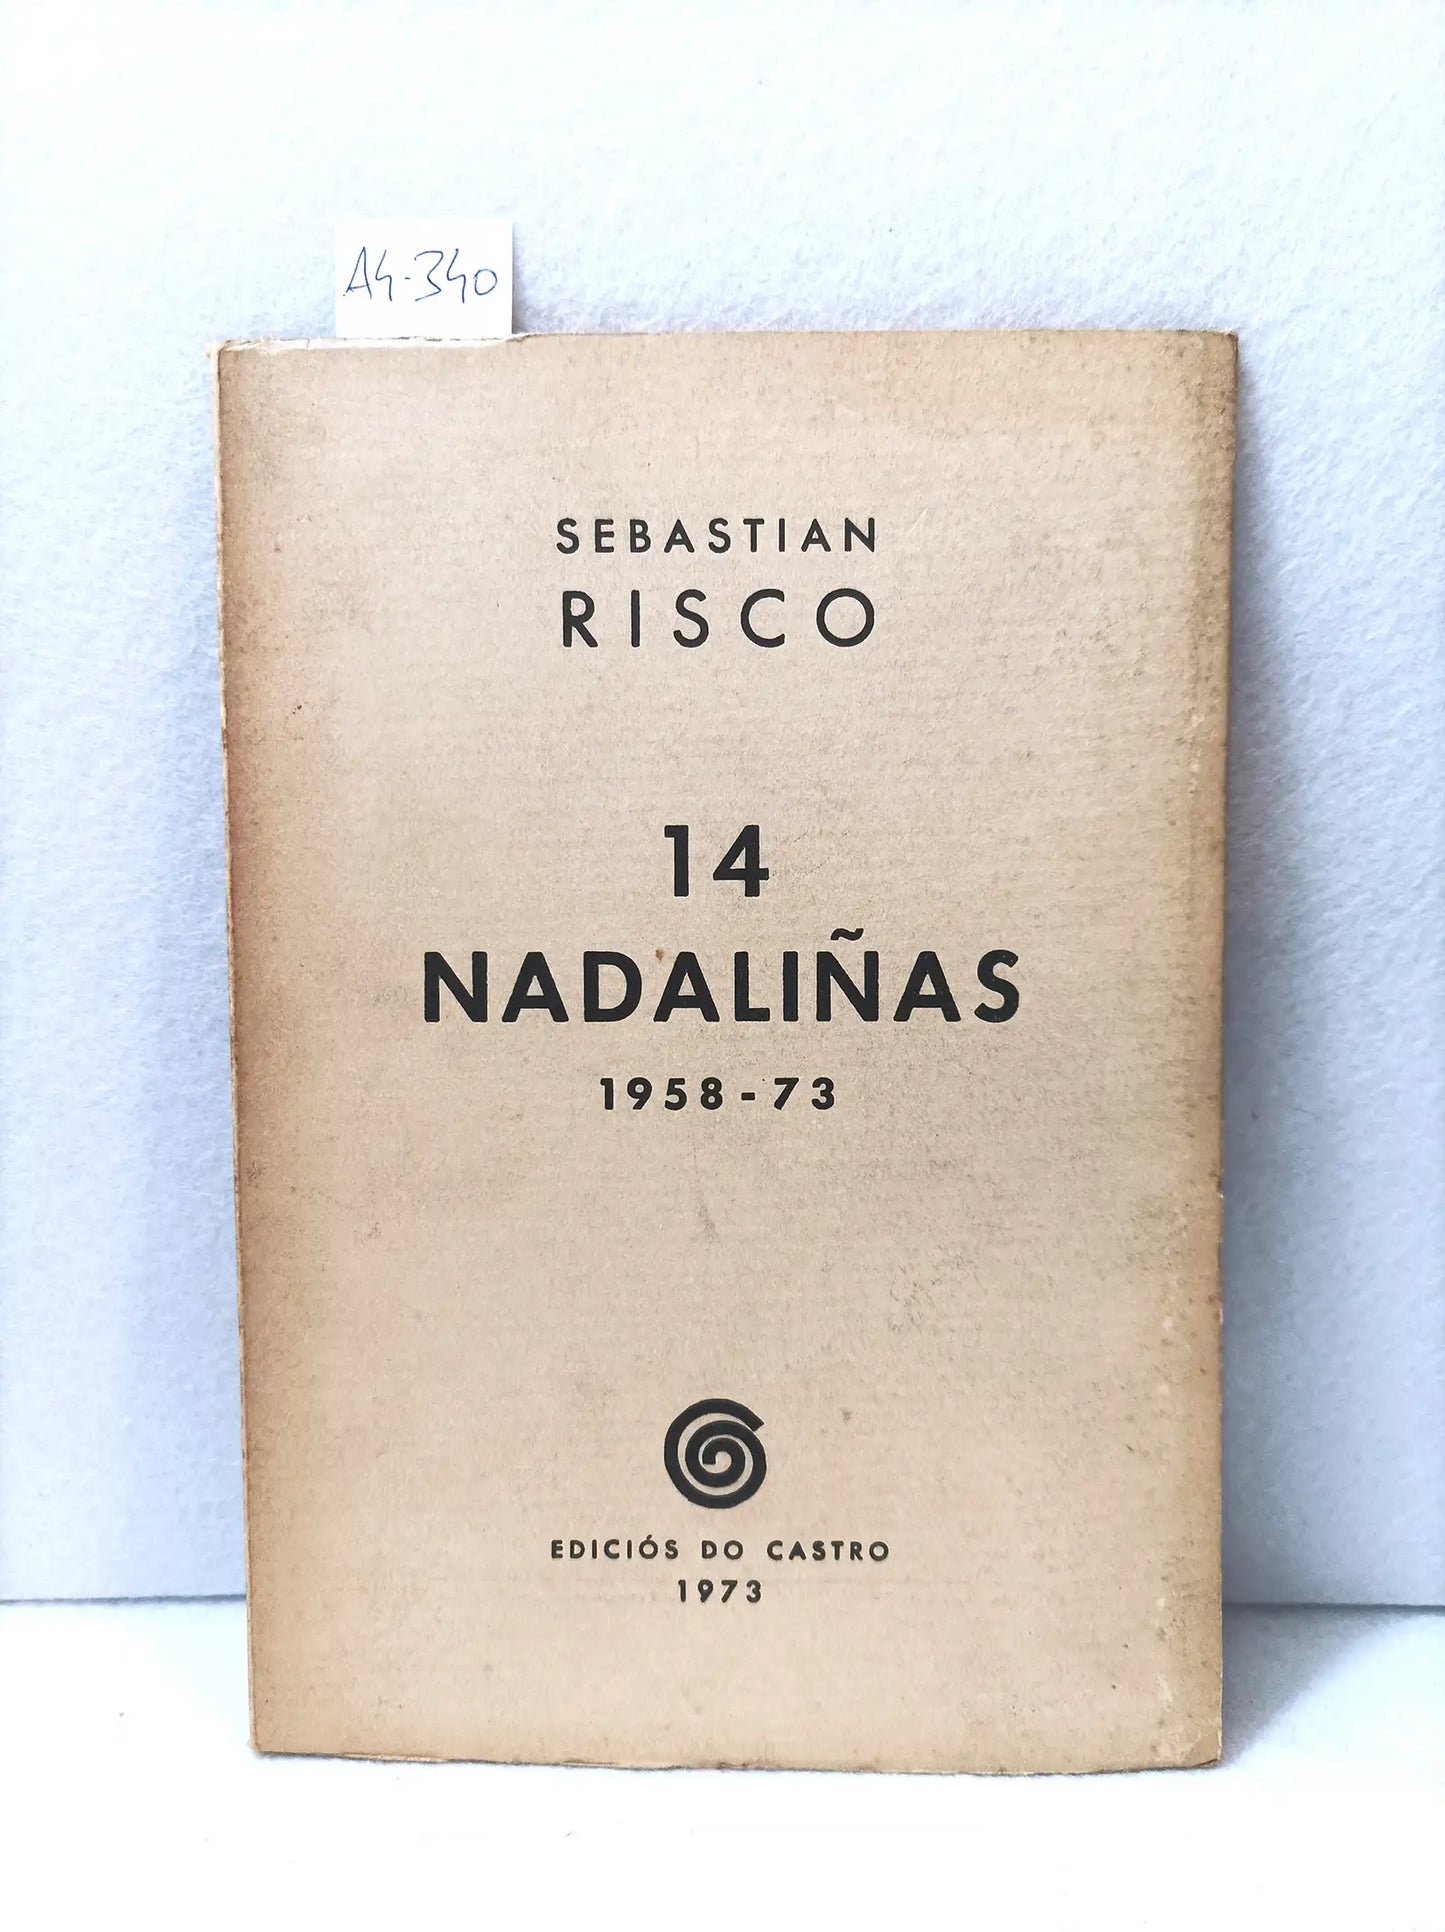 A4-340
SEBASTIAN
RISCO
14
NADALIÑAS
1958-73
EDICIÓS DO CASTRO
1973